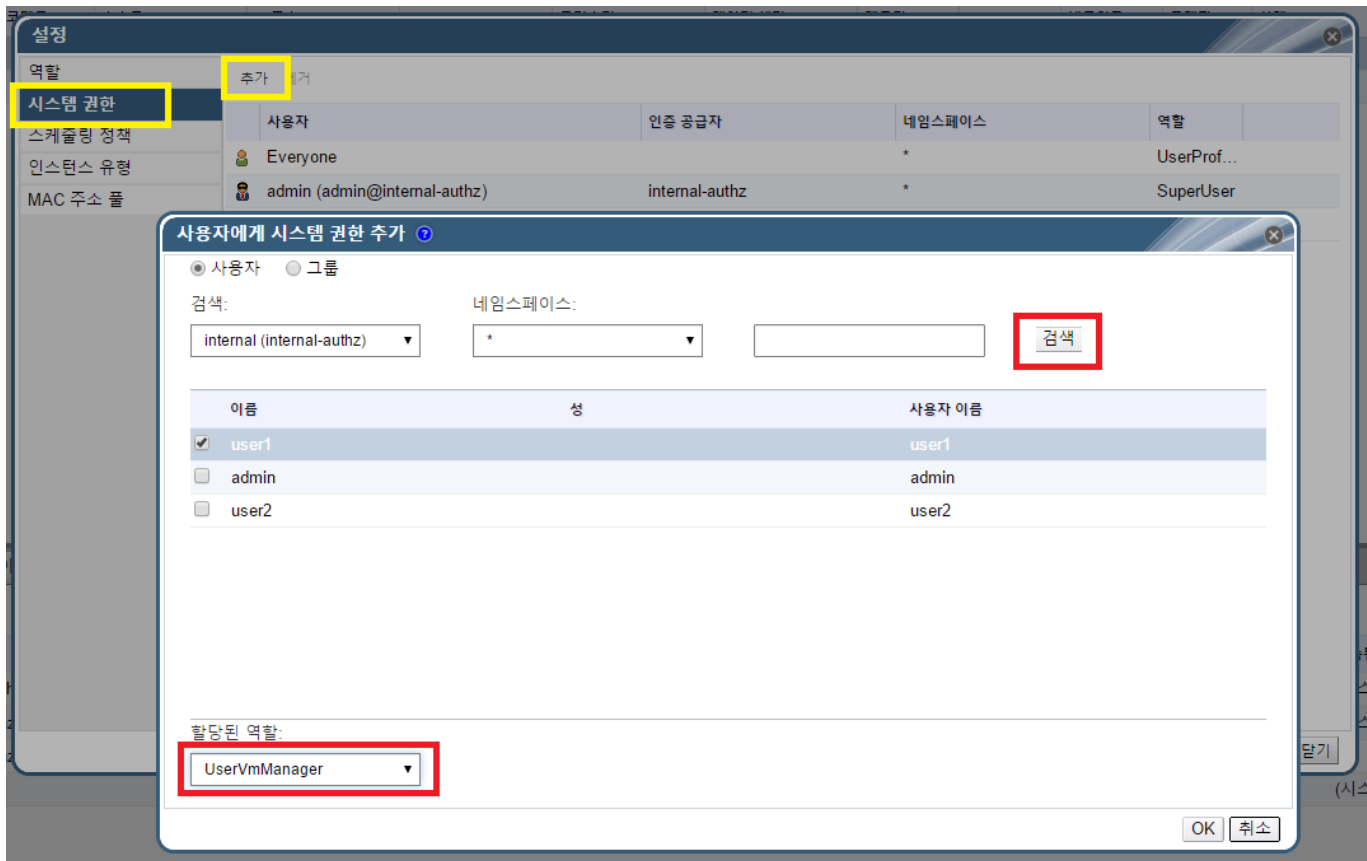 설정
역할
시스템 권한
스케줄링 정책
인스턴스 유형
MAC 주소 풀
추가
사용자 인증 공급자 네임스페이스 역할
Everyone * UserProf...
admin (admin@internal-authz) internal-authz * SuperUser
사용자에게 시스템 권한 추가 ?
사용자 그룹
검색: 네임스페이스:
internal (internal-authz) * 검색
이름 성 사용자 이름
user1 user1
admin admin
user2 user2
할당된 역할:
UserVmManager
닫기
(시스
OK 취소